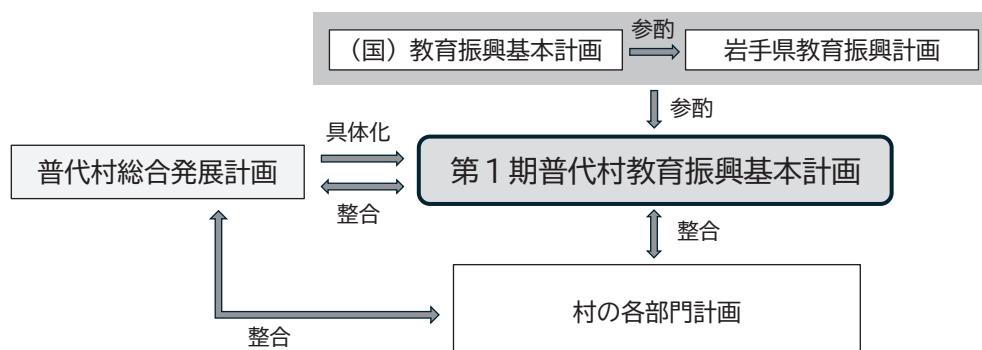 参酌
（国）教育振興基本計画
岩手県教育振興計画
参酌
具体化
普代村総合発展計画
第１期普代村教育振興基本計画
整合
整合
村の各部門計画
整合